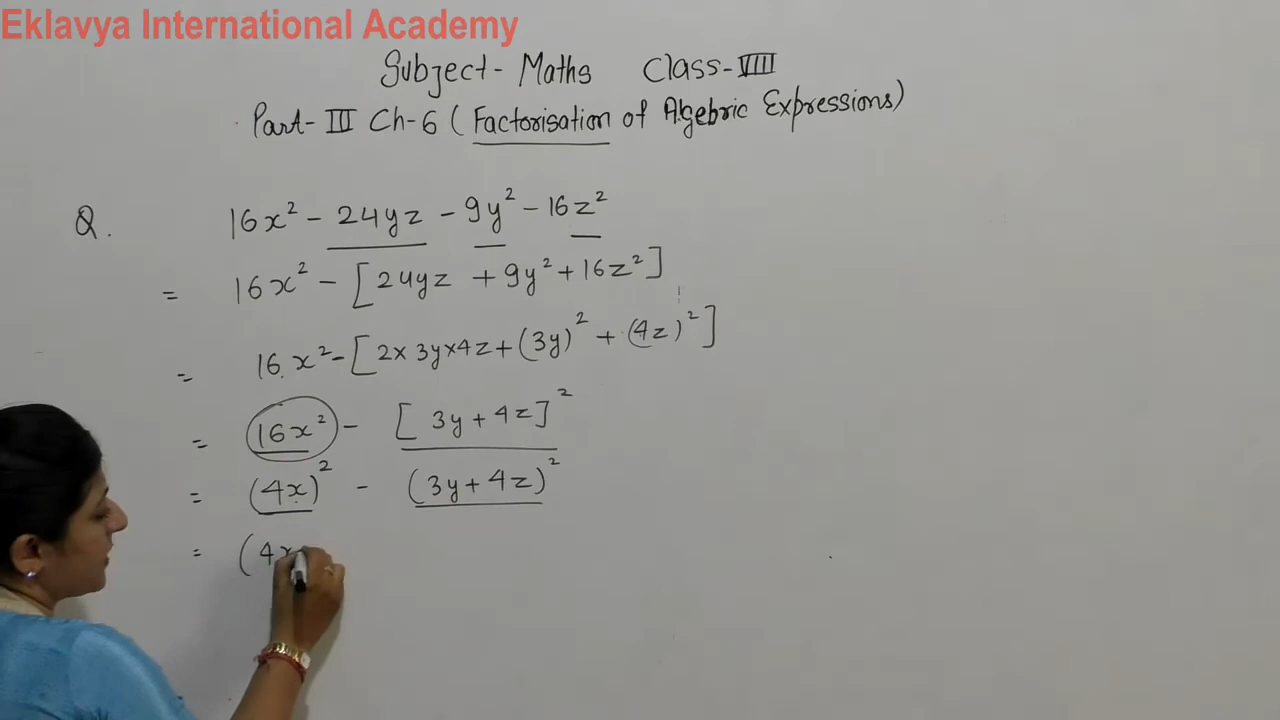 Eklavya International Academy
Subject- Maths Class-VIII
Part-III Ch-6 (Factorisation of Algebric Expressions)
Q. 16x² - 24yz - 9y² - 16z²
= 16x² - [24yz + 9y² + 16z²]
= 16x² - [2 × 3y × 4z + (3y)² + (4z)²]
= 16x² - [3y + 4z]²
= (4x)² - (3y + 4z)²
= (4x